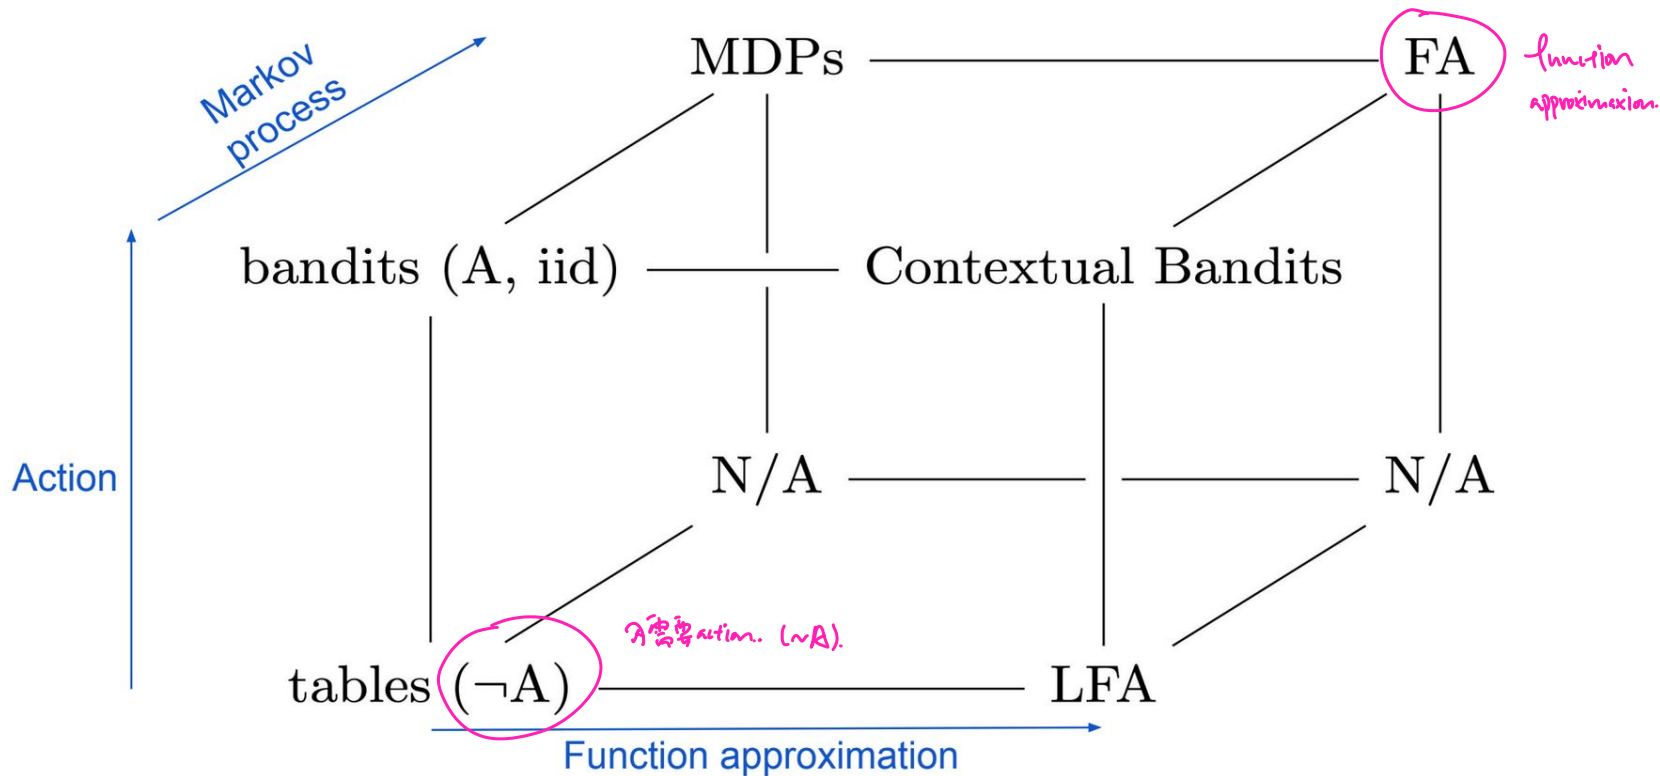 MDPs
FA
function
approximaxion.
Markov
process
bandits (A, iid)
Contextual Bandits
Action
N/A
N/A
不需要action. (~A).
tables (¬A)
LFA
Function approximation